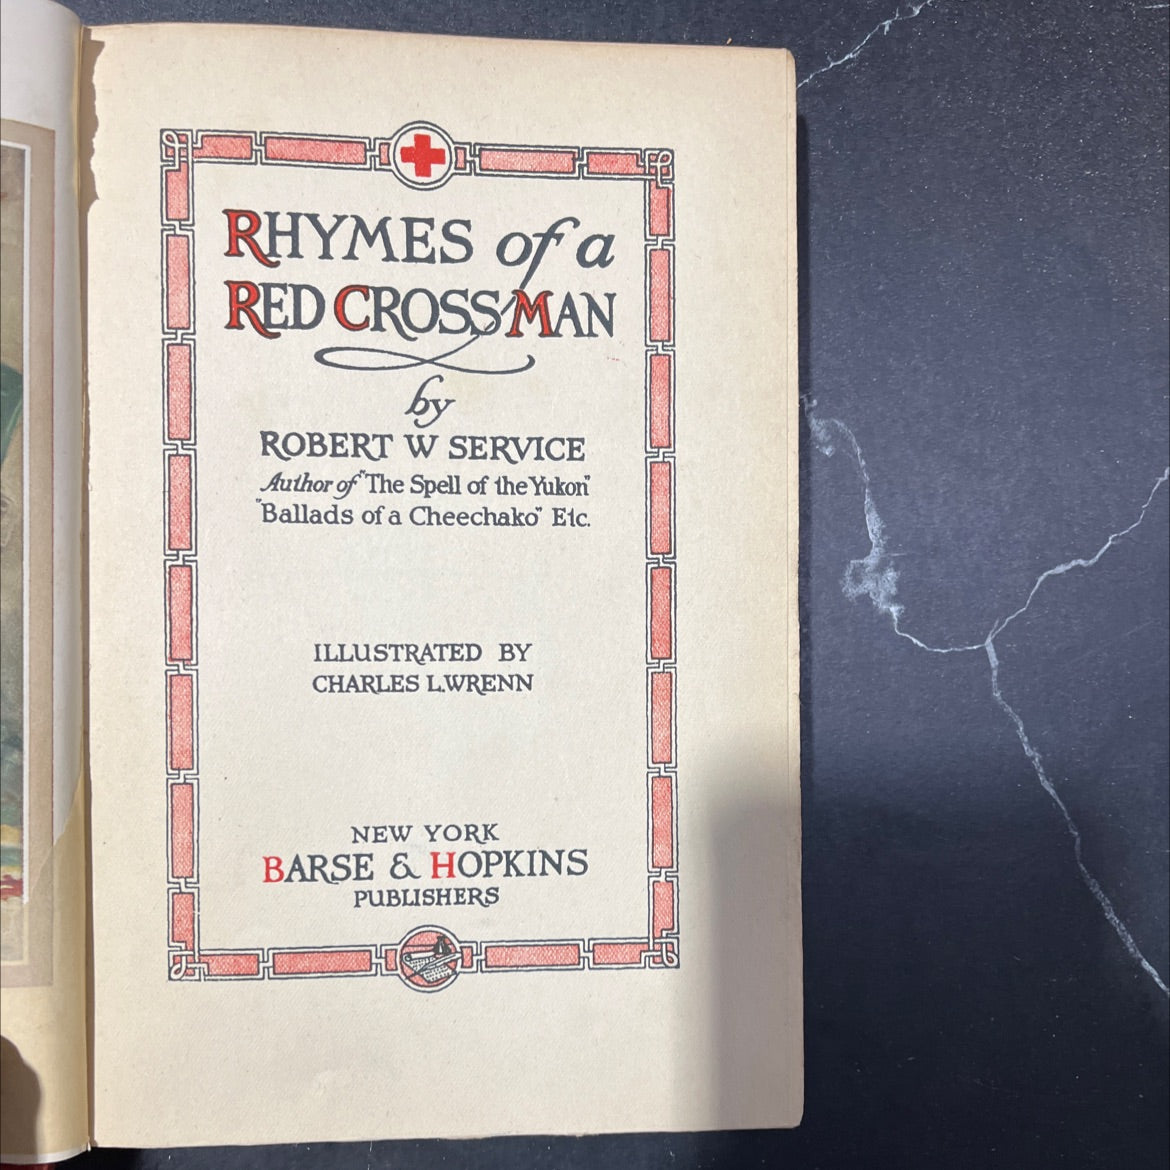 RHYMES of a
RED CROSS MAN
by
ROBERT W SERVICE
Author of "The Spell of the Yukon"
"Ballads of a Cheechako" Etc.
ILLUSTRATED BY
CHARLES L. WRENN
NEW YORK
BARSE & HOPKINS
PUBLISHERS